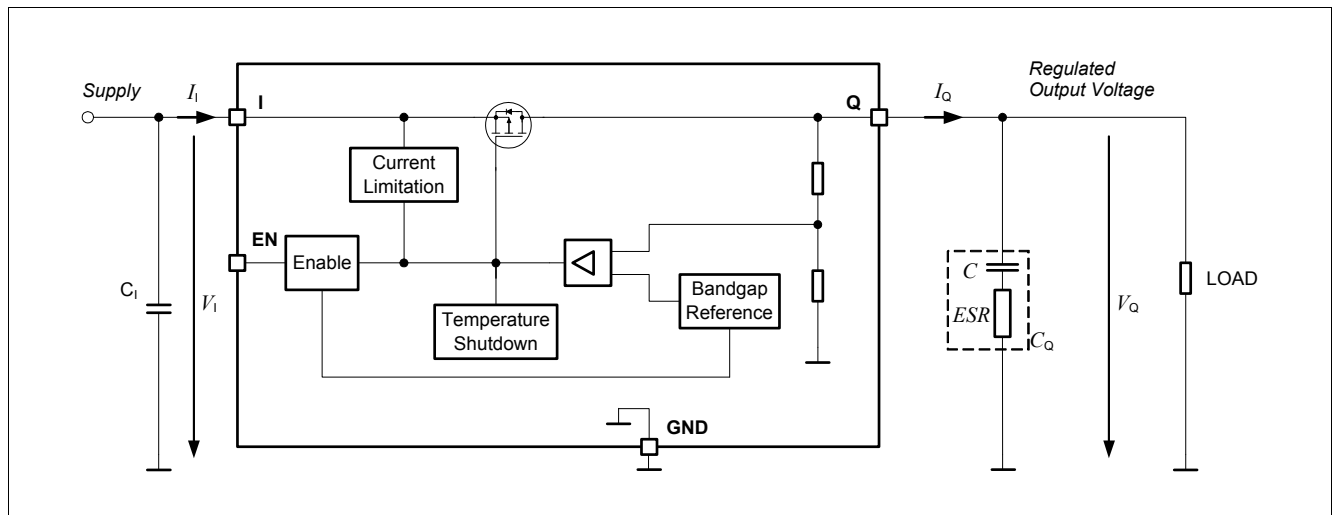 Supply
I_I
I
Q
I_Q
Regulated
Output Voltage
Current
Limitation
EN
Enable
C_I
V_I
Temperature
Shutdown
Bandgap
Reference
C
ESR
C_Q
V_Q
LOAD
GND